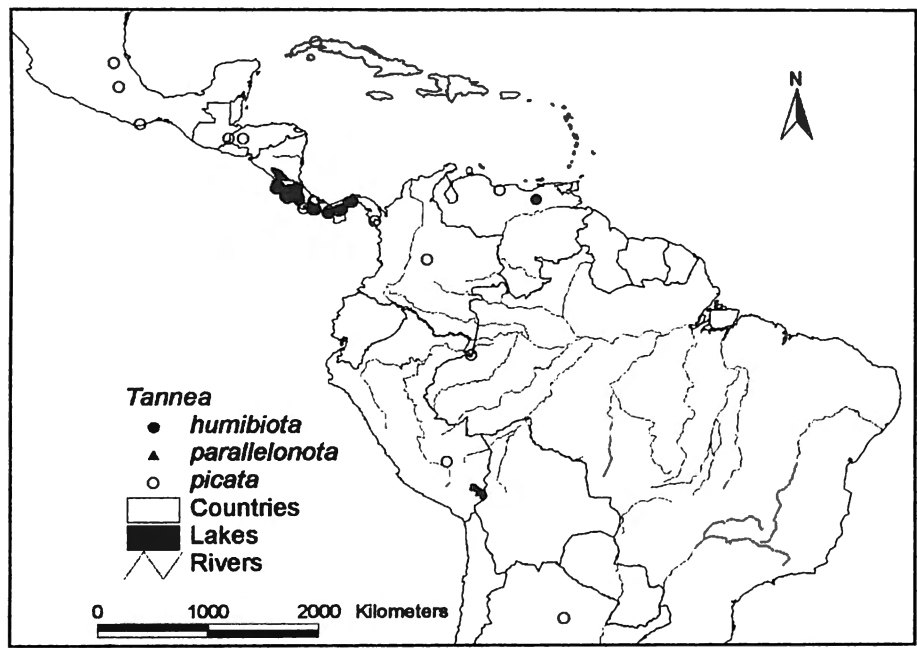 N
Tannea
humibiota
parallelonota
picata
Countries
Lakes
Rivers
0 1000 2000 Kilometers